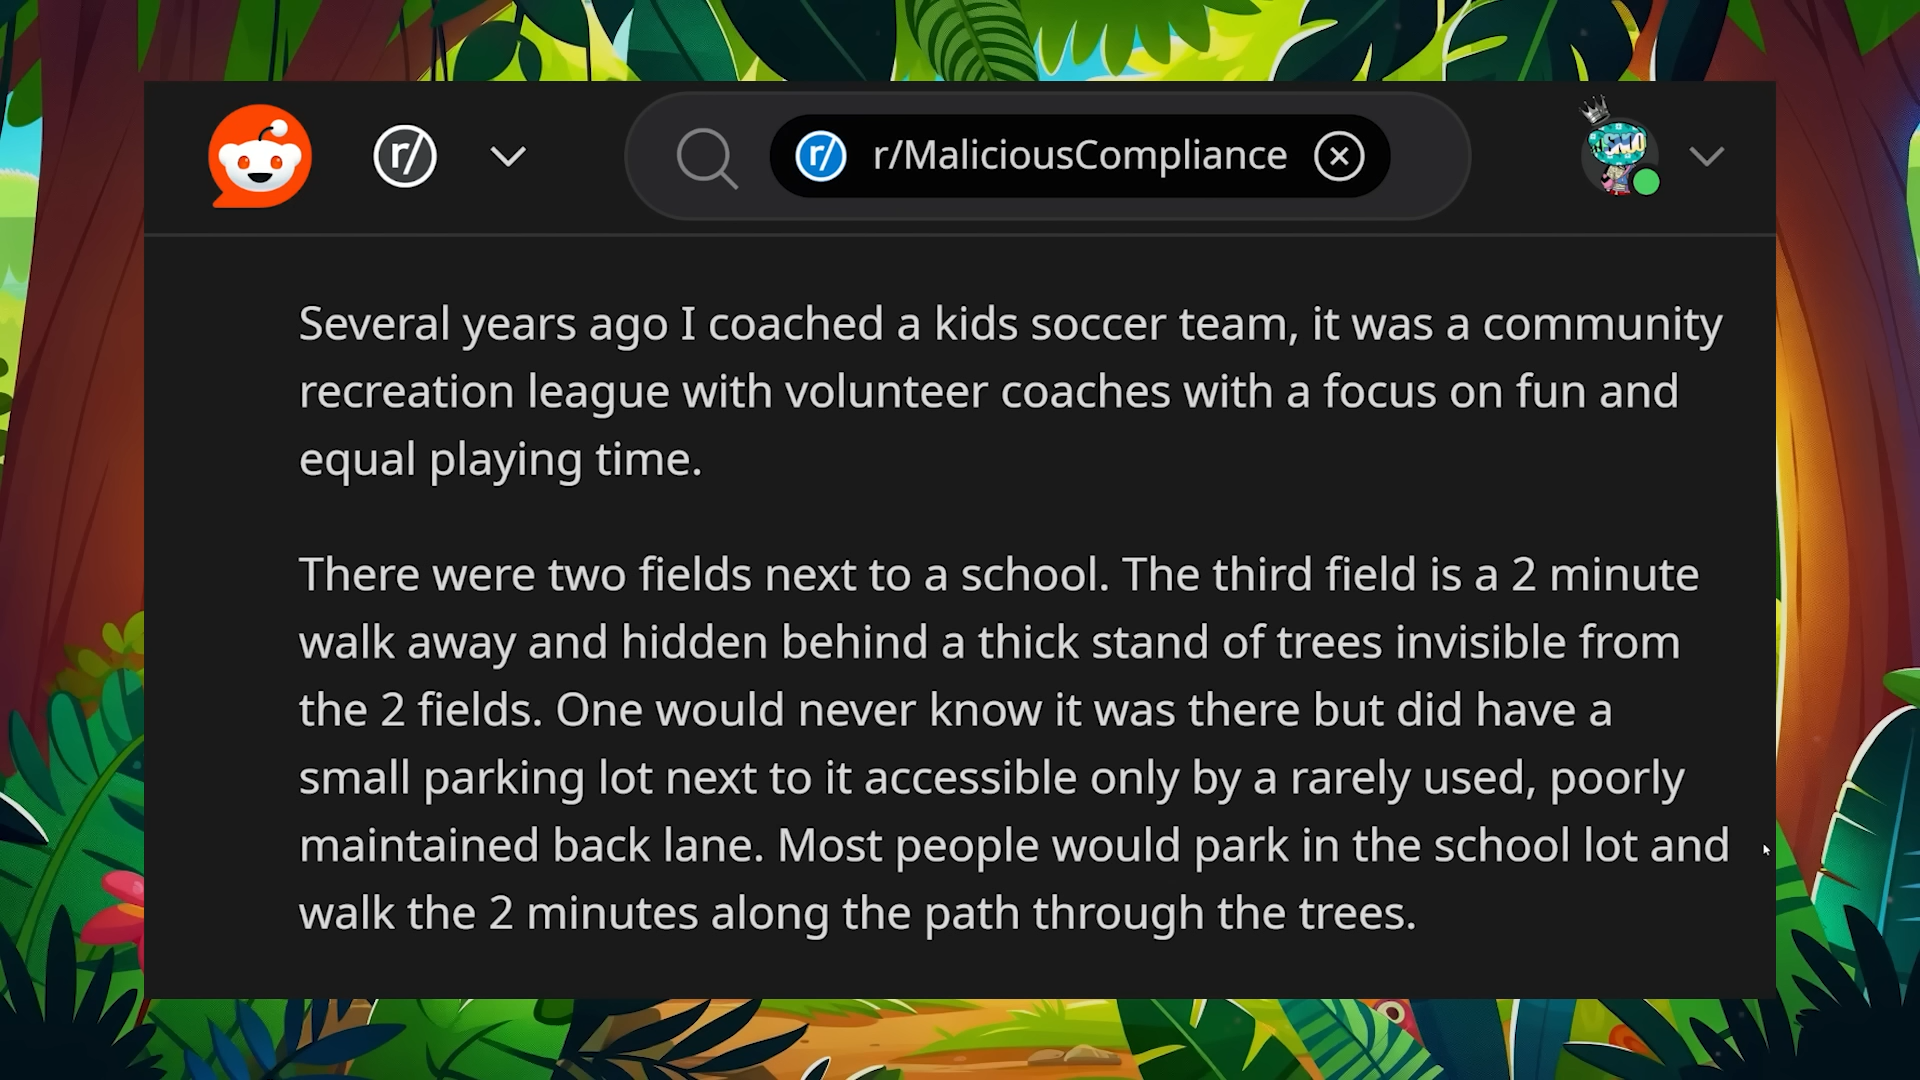 r/
r/ r/MaliciousCompliance
Several years ago I coached a kids soccer team, it was a community
recreation league with volunteer coaches with a focus on fun and
equal playing time.
There were two fields next to a school. The third field is a 2 minute
walk away and hidden behind a thick stand of trees invisible from
the 2 fields. One would never know it was there but did have a
small parking lot next to it accessible only by a rarely used, poorly
maintained back lane. Most people would park in the school lot and
walk the 2 minutes along the path through the trees.